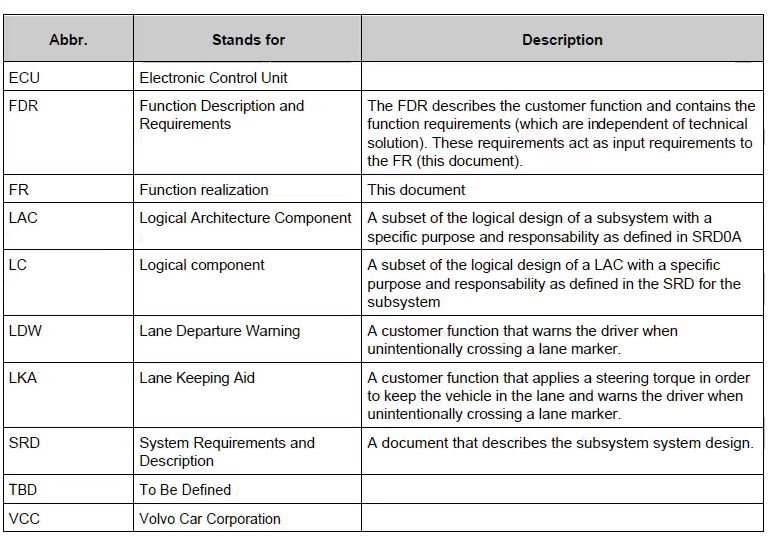 Abbr. Stands for Description
ECU Electronic Control Unit
FDR Function Description and Requirements The FDR describes the customer function and contains the
function requirements (which are independent of technical
solution). These requirements act as input requirements to
the FR (this document).
FR Function realization This document
LAC Logical Architecture Component A subset of the logical design of a subsystem with a
specific purpose and responsability as defined in SRD0A
LC Logical component A subset of the logical design of a LAC with a specific
purpose and responsability as defined in the SRD for the
subsystem
LDW Lane Departure Warning A customer function that warns the driver when
unintentionally crossing a lane marker.
LKA Lane Keeping Aid A customer function that applies a steering torque in order
to keep the vehicle in the lane and warns the driver when
unintentionally crossing a lane marker.
SRD System Requirements and Description A document that describes the subsystem system design.
TBD To Be Defined
VCC Volvo Car Corporation